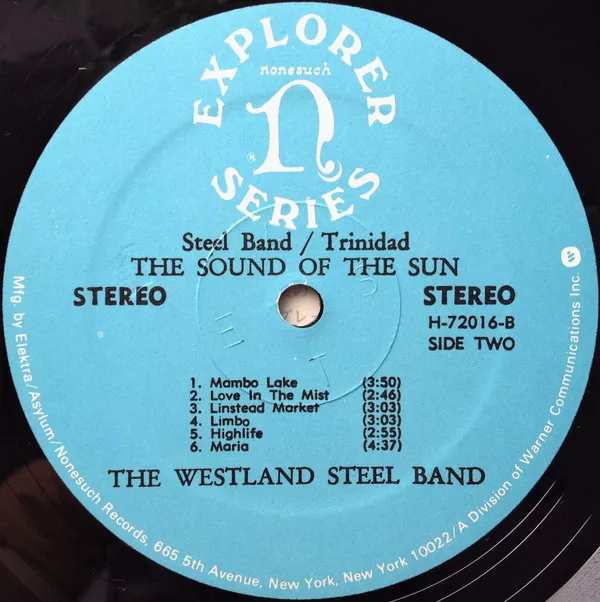 EXPLORER
nonesuch
n
®
SERIES
Steel Band / Trinidad
THE SOUND OF THE SUN
STEREO
STEREO
H-72016-B
SIDE TWO
1. Mambo Lake (3:50)
2. Love In The Mist (2:46)
3. Linstead Market (3:03)
4. Limbo (3:03)
5. Highlife (2:55)
6. Maria (4:37)
THE WESTLAND STEEL BAND
Mfg. by Elektra/Asylum/Nonesuch Records, 665 5th Avenue, New York, New York 10022/A Division of Warner Communications Inc.